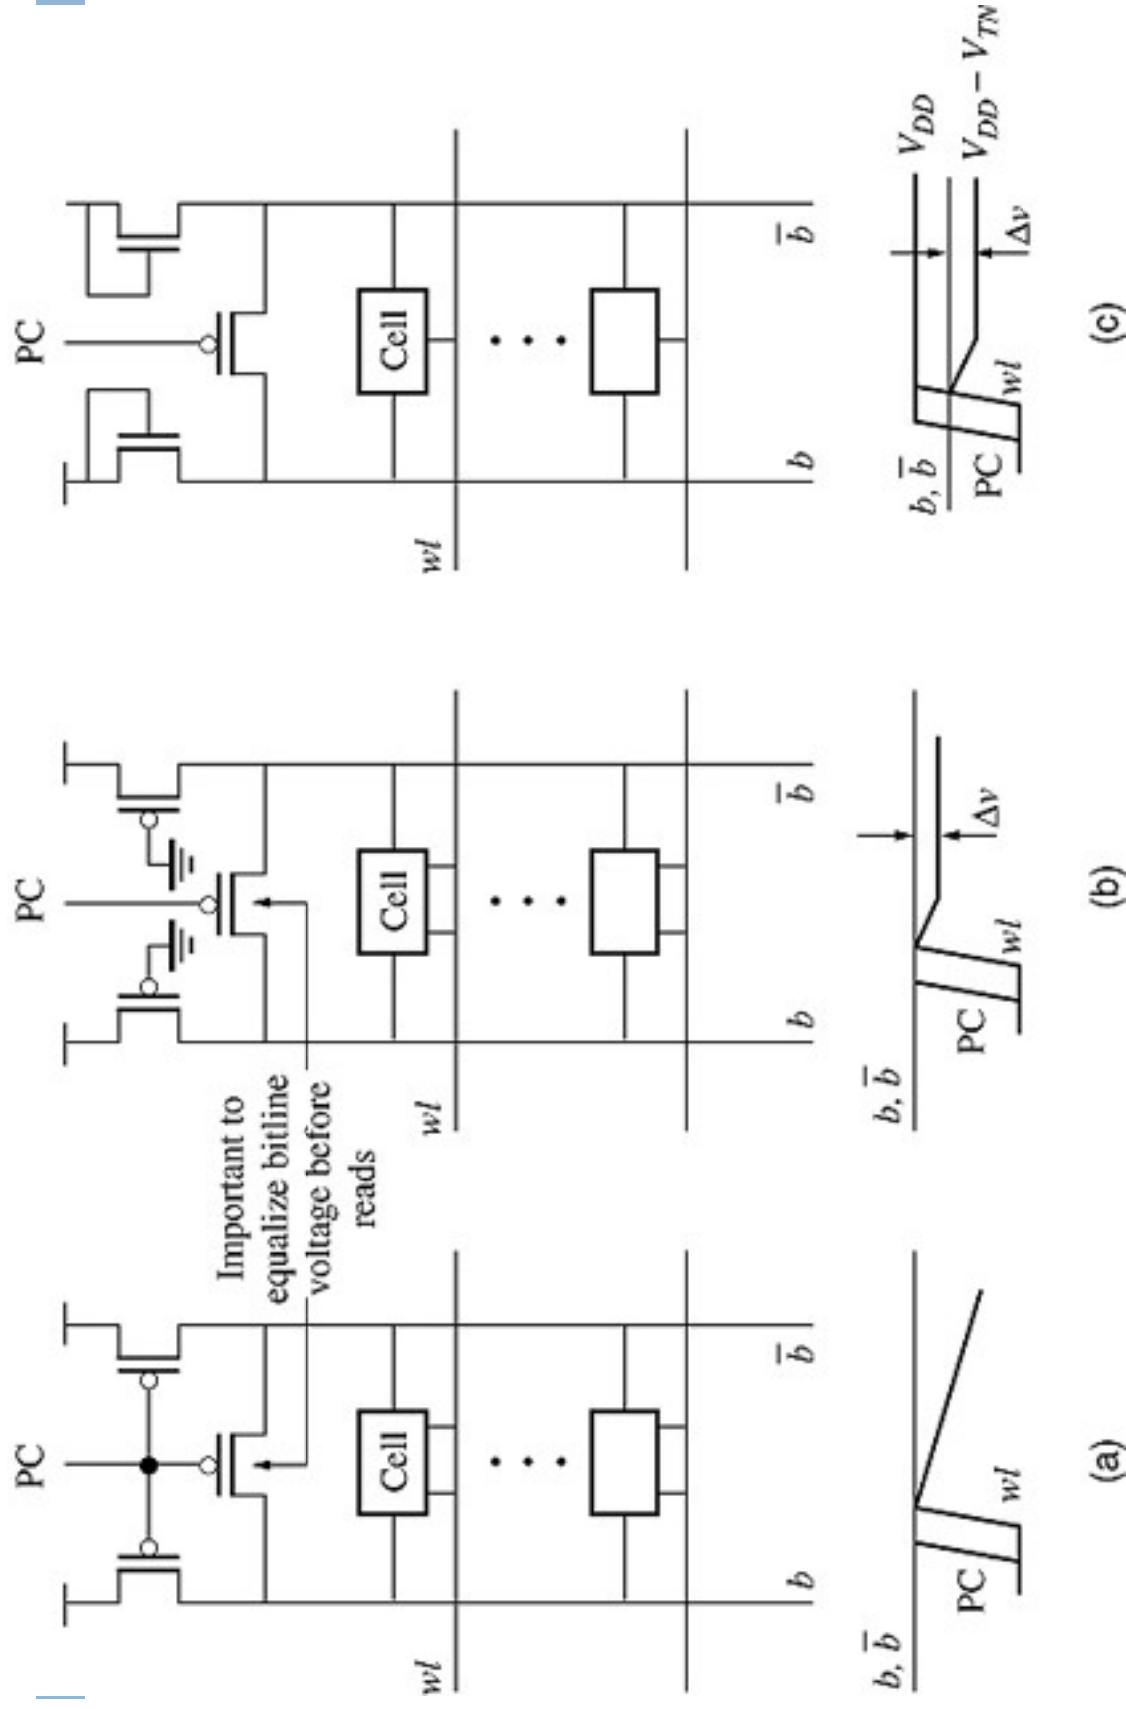 PC
PC
PC
Important to
equalize bitline
voltage before
reads
Cell
Cell
Cell
wl
wl
wl
b
b̅
b
b̅
b
b̅
b, b̅
PC
wl
b, b̅
PC
wl
Δv
b, b̅
PC
wl
V_DD
V_DD − V_TN
Δv
(a)
(b)
(c)